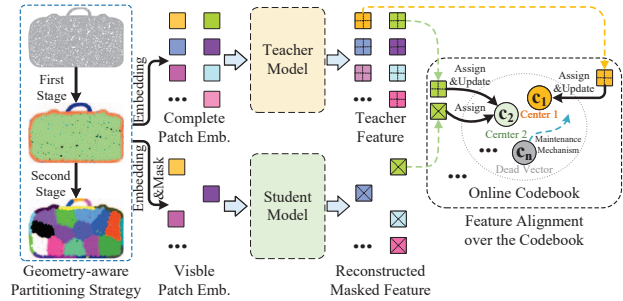 First
Stage
Second
Stage
Geometry-aware
Partitioning Strategy
Embedding
Embedding
&Mask
Complete
Patch Emb.
Visble
Patch Emb.
Teacher
Model
Student
Model
Teacher
Feature
Reconstructed
Masked Feature
Assign
&Update
Assign
Assign
&Update
c₁
Center 1
c₂
Cernter 2
cₙ
Maintenance
Mechanism
Dead Vector
Online Codebook
Feature Alignment
over the Codebook